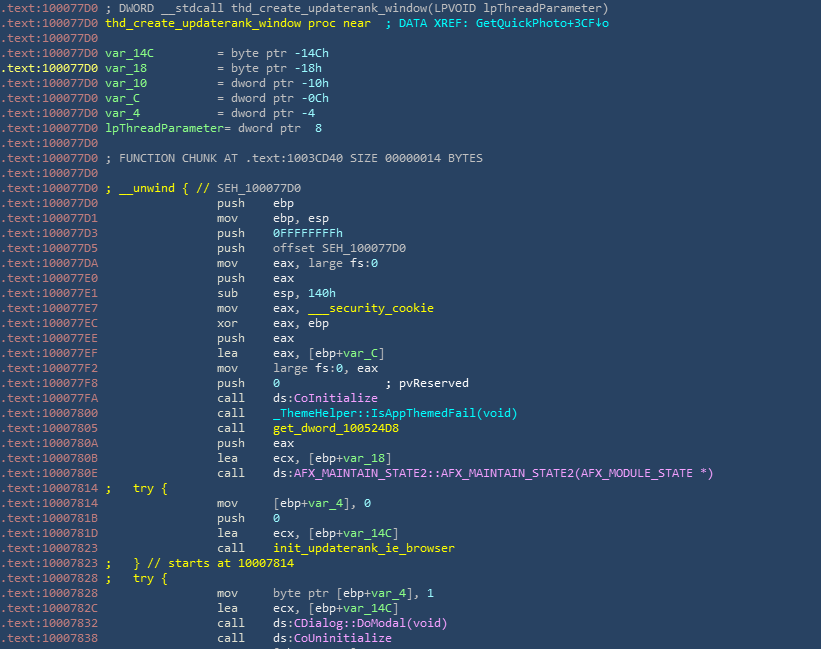 .text:100077D0 ; DWORD __stdcall thd_create_updaterank_window(LPVOID lpThreadParameter)
.text:100077D0 thd_create_updaterank_window proc near  ; DATA XREF: GetQuickPhoto+3CF↓o
.text:100077D0
.text:100077D0 var_14C         = byte ptr -14Ch
.text:100077D0 var_18          = byte ptr -18h
.text:100077D0 var_10          = dword ptr -10h
.text:100077D0 var_C           = dword ptr -0Ch
.text:100077D0 var_4           = dword ptr -4
.text:100077D0 lpThreadParameter= dword ptr  8
.text:100077D0
.text:100077D0 ; FUNCTION CHUNK AT .text:1003CD40 SIZE 00000014 BYTES
.text:100077D0
.text:100077D0 ; __unwind { // SEH_100077D0
.text:100077D0                 push    ebp
.text:100077D1                 mov     ebp, esp
.text:100077D3                 push    0FFFFFFFFh
.text:100077D5                 push    offset SEH_100077D0
.text:100077DA                 mov     eax, large fs:0
.text:100077E0                 push    eax
.text:100077E1                 sub     esp, 140h
.text:100077E7                 mov     eax, ___security_cookie
.text:100077EC                 xor     eax, ebp
.text:100077EE                 push    eax
.text:100077EF                 lea     eax, [ebp+var_C]
.text:100077F2                 mov     large fs:0, eax
.text:100077F8                 push    0               ; pvReserved
.text:100077FA                 call    ds:CoInitialize
.text:10007800                 call    _ThemeHelper::IsAppThemedFail(void)
.text:10007805                 call    get_dword_100524D8
.text:1000780A                 push    eax
.text:1000780B                 lea     ecx, [ebp+var_18]
.text:1000780E                 call    ds:AFX_MAINTAIN_STATE2::AFX_MAINTAIN_STATE2(AFX_MODULE_STATE *)
.text:10007814 ;   try {
.text:10007814                 mov     [ebp+var_4], 0
.text:1000781B                 push    0
.text:1000781D                 lea     ecx, [ebp+var_14C]
.text:10007823                 call    init_updaterank_ie_browser
.text:10007823 ;   } // starts at 10007814
.text:10007828 ;   try {
.text:10007828                 mov     byte ptr [ebp+var_4], 1
.text:1000782C                 lea     ecx, [ebp+var_14C]
.text:10007832                 call    ds:CDialog::DoModal(void)
.text:10007838                 call    ds:CoUninitialize